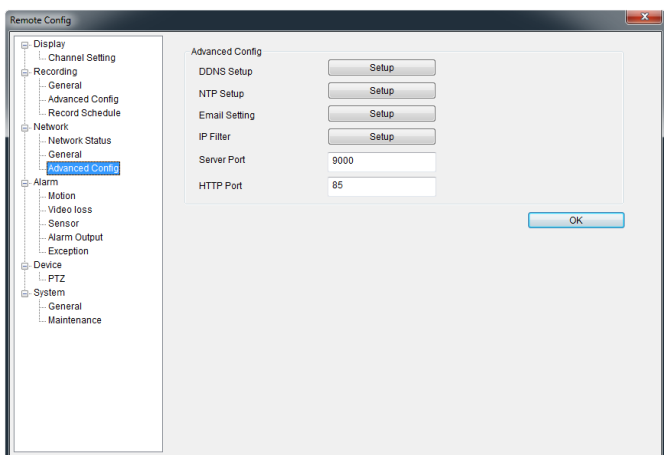 Remote Config
Display
Channel Setting
Recording
General
Advanced Config
Record Schedule
Network
Network Status
General
Advanced Config
Alarm
Motion
Video loss
Sensor
Alarm Output
Exception
Device
PTZ
System
General
Maintenance
Advanced Config
DDNS Setup Setup
NTP Setup Setup
Email Setting Setup
IP Filter Setup
Server Port 9000
HTTP Port 85
OK